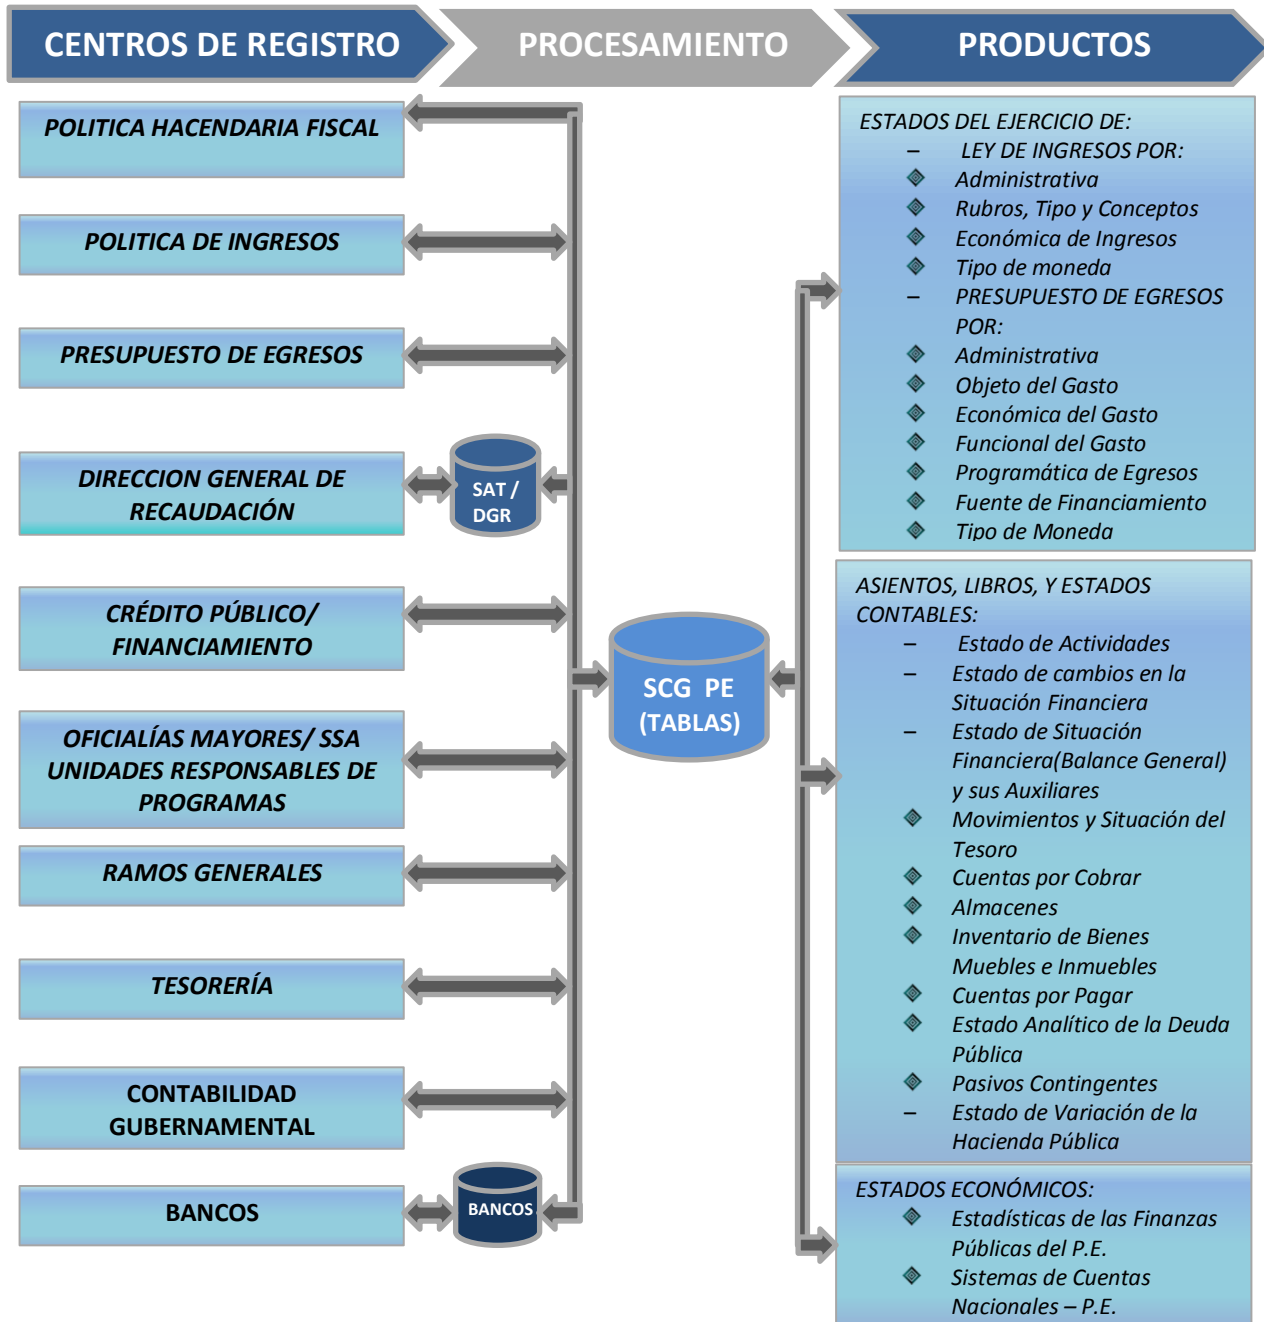 CENTROS DE REGISTRO
PROCESAMIENTO
PRODUCTOS
POLITICA HACENDARIA FISCAL
POLITICA DE INGRESOS
PRESUPUESTO DE EGRESOS
DIRECCION GENERAL DE
RECAUDACIÓN
SAT /
DGR
CRÉDITO PÚBLICO/
FINANCIAMIENTO
OFICIALÍAS MAYORES/ SSA
UNIDADES RESPONSABLES DE
PROGRAMAS
RAMOS GENERALES
TESORERÍA
CONTABILIDAD
GUBERNAMENTAL
BANCOS
BANCOS
SCG PE
(TABLAS)
ESTADOS DEL EJERCICIO DE:
– LEY DE INGRESOS POR:
Administrativa
Rubros, Tipo y Conceptos
Económica de Ingresos
Tipo de moneda
– PRESUPUESTO DE EGRESOS
POR:
Administrativa
Objeto del Gasto
Económica del Gasto
Funcional del Gasto
Programática de Egresos
Fuente de Financiamiento
Tipo de Moneda
ASIENTOS, LIBROS, Y ESTADOS
CONTABLES:
– Estado de Actividades
– Estado de cambios en la
Situación Financiera
– Estado de Situación
Financiera(Balance General)
y sus Auxiliares
Movimientos y Situación del
Tesoro
Cuentas por Cobrar
Almacenes
Inventario de Bienes
Muebles e Inmuebles
Cuentas por Pagar
Estado Analítico de la Deuda
Pública
Pasivos Contingentes
– Estado de Variación de la
Hacienda Pública
ESTADOS ECONÓMICOS:
Estadísticas de las Finanzas
Públicas del P.E.
Sistemas de Cuentas
Nacionales – P.E.